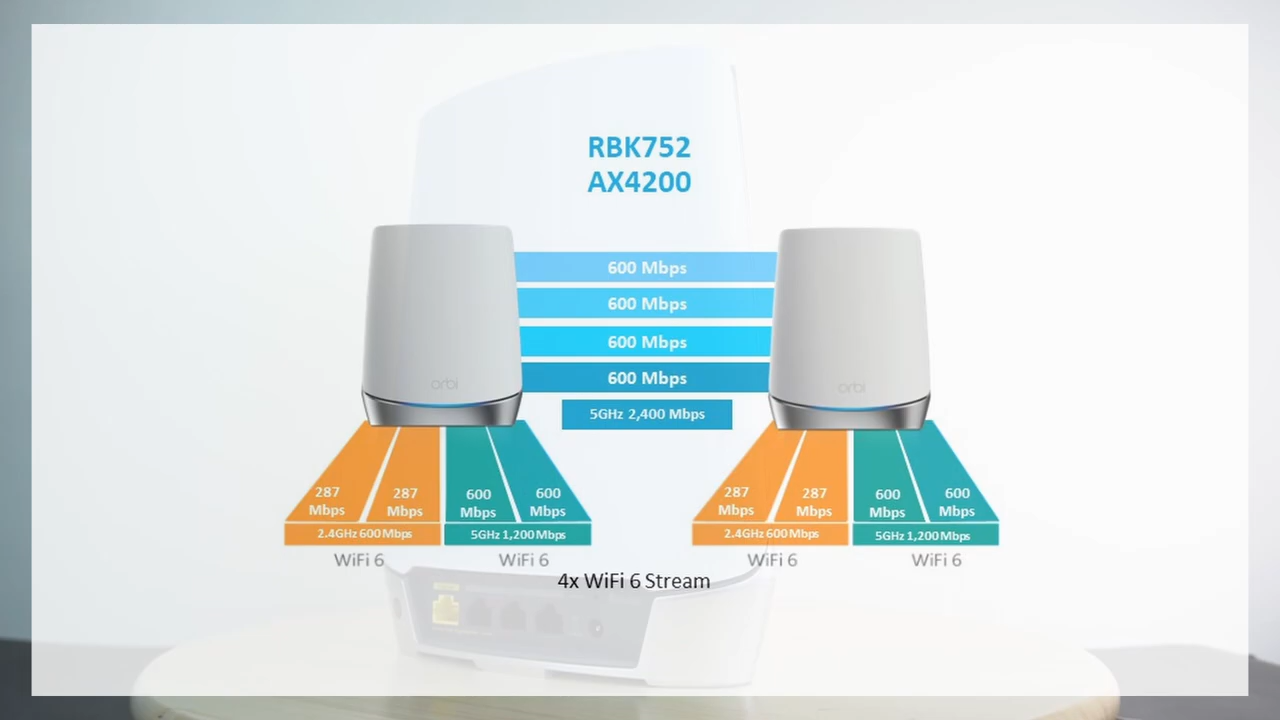 RBK752
AX4200
600 Mbps
600 Mbps
600 Mbps
600 Mbps
5GHz 2,400 Mbps
orbi
orbi
287
Mbps
287
Mbps
600
Mbps
600
Mbps
2.4GHz 600Mbps
5GHz 1,200Mbps
WiFi 6
WiFi 6
287
Mbps
287
Mbps
600
Mbps
600
Mbps
2.4GHz 600Mbps
5GHz 1,200Mbps
WiFi 6
WiFi 6
4x WiFi 6 Stream